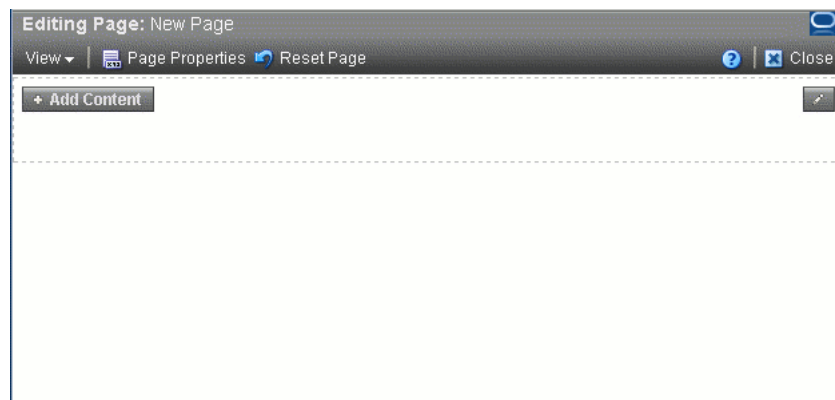 Editing Page: New Page
View Page Properties Reset Page ? Close
+ Add Content